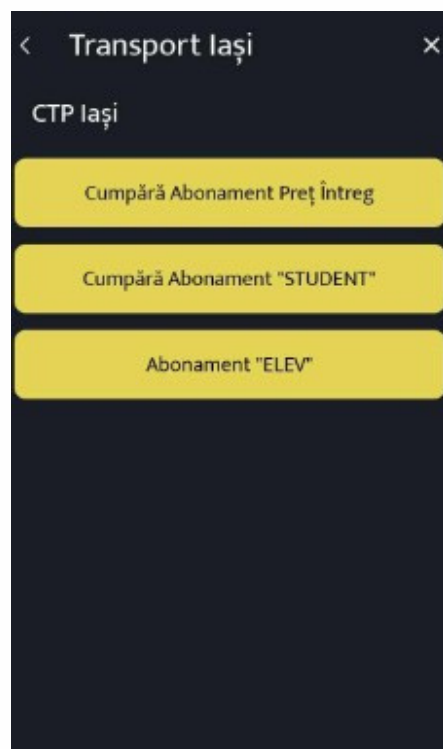 Transport Iași
CTP Iași
Cumpără Abonament Preț Întreg
Cumpără Abonament "STUDENT"
Abonament "ELEV"